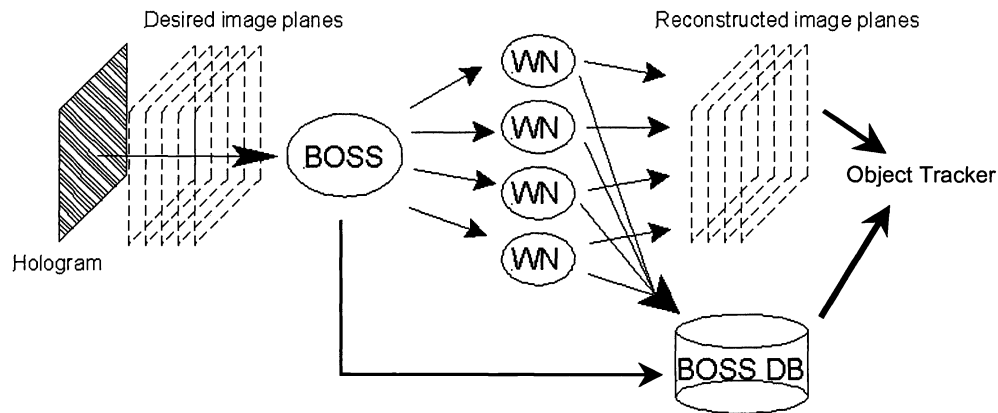 Desired image planes
Reconstructed image planes
WN
WN
BOSS
WN
Object Tracker
WN
Hologram
BOSS DB